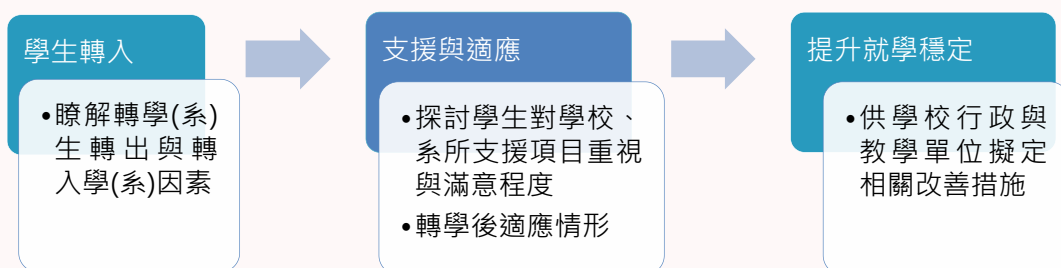 學生轉入
•瞭解轉學(系)
生轉出與轉
入學(系)因素
支援與適應
•探討學生對學校、
系所支援項目重視
與滿意程度
•轉學後適應情形
提升就學穩定
•供學校行政與
教學單位擬定
相關改善措施